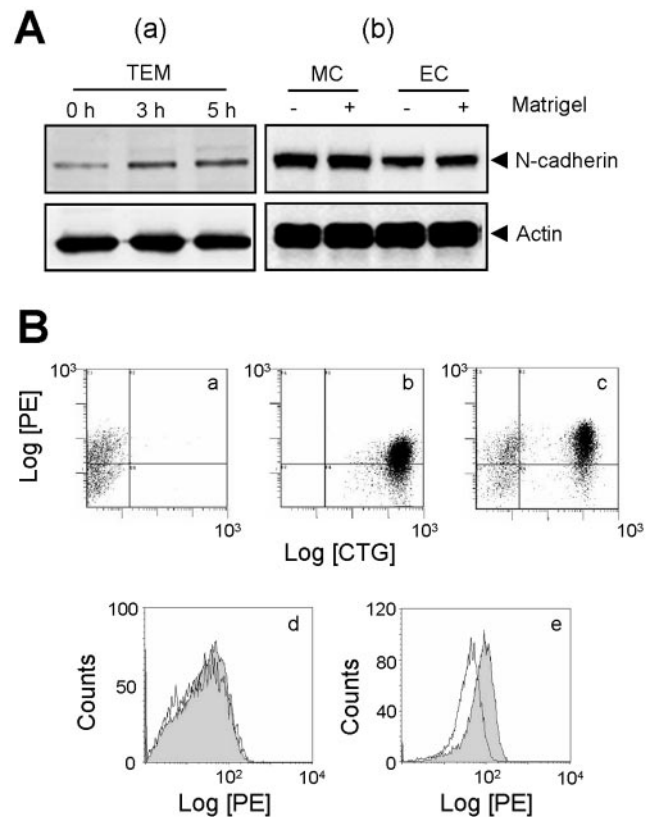 A
(a)
(b)
TEM
MC
EC
0 h 3 h 5 h
- + - + Matrigel
N-cadherin
Actin
B
10³
10³
a
b
c
Log [PE]
10³
10³
10³
Log [CTG]
100
50
0
Counts
d
10² 10⁴
Log [PE]
120
80
40
0
Counts
e
10² 10⁴
Log [PE]